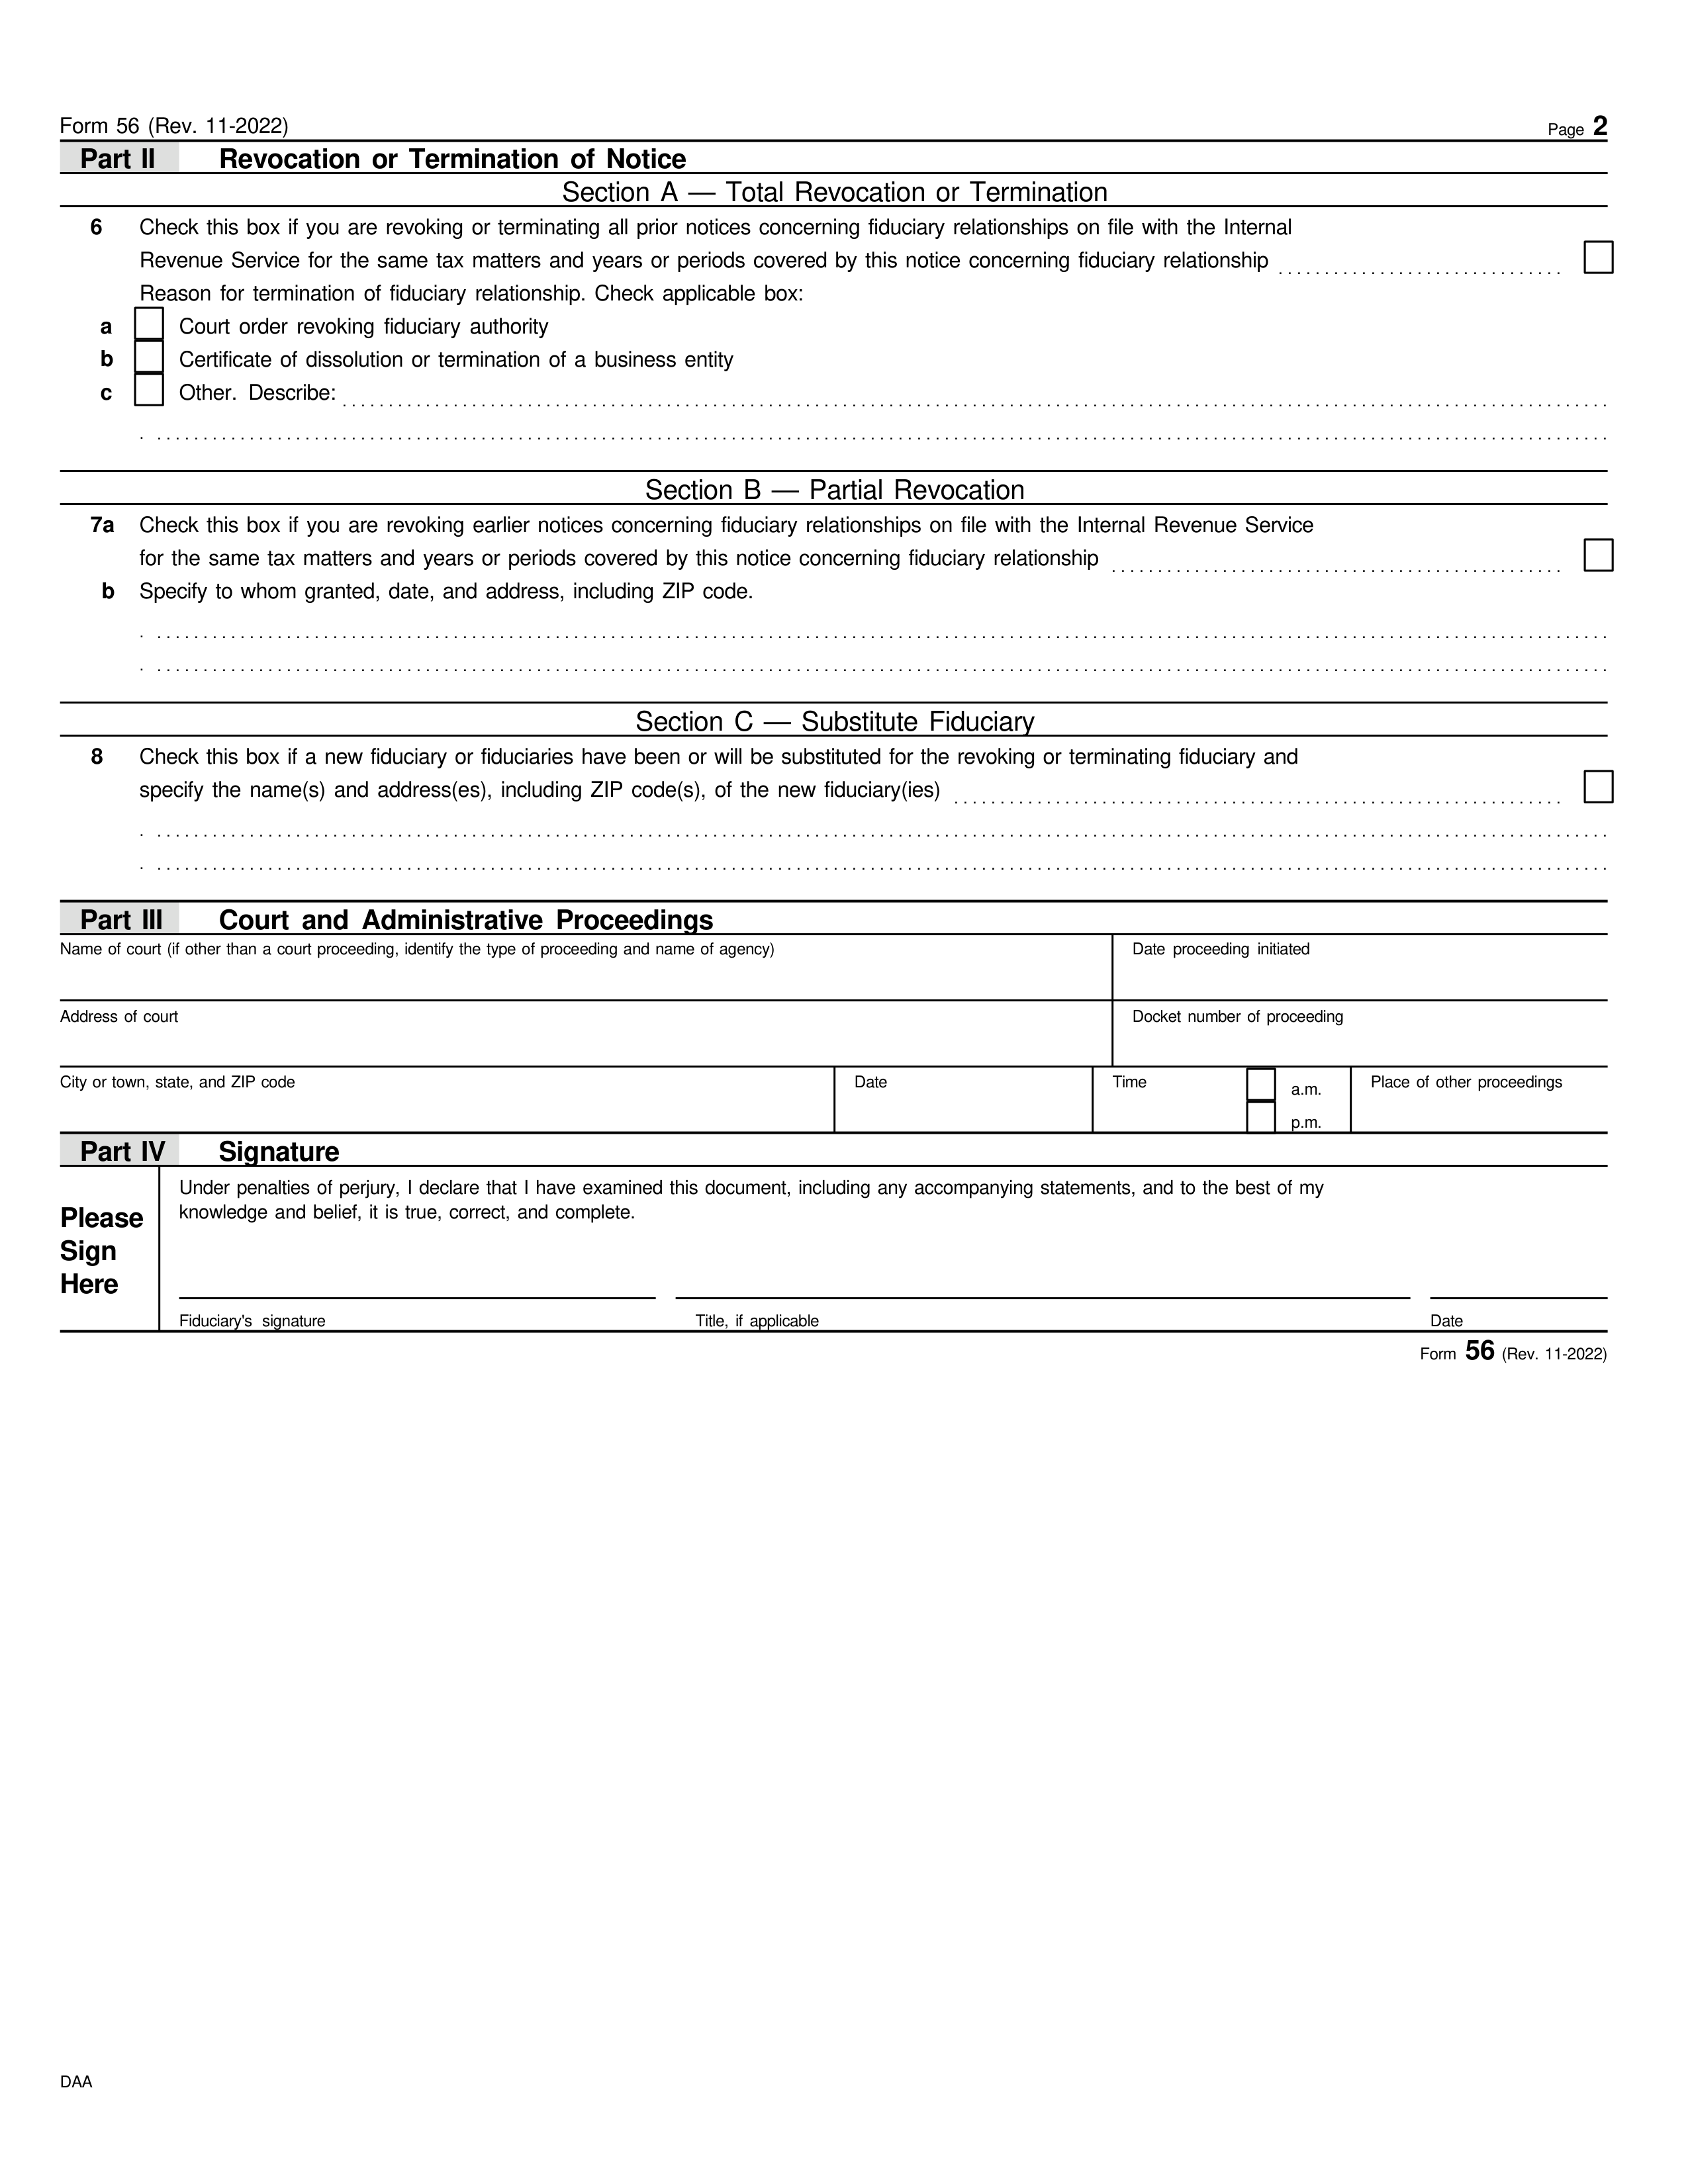 Form 56 (Rev. 11-2022) Page 2
Part II Revocation or Termination of Notice
Section A — Total Revocation or Termination
6 Check this box if you are revoking or terminating all prior notices concerning fiduciary relationships on file with the Internal
Revenue Service for the same tax matters and years or periods covered by this notice concerning fiduciary relationship
Reason for termination of fiduciary relationship. Check applicable box:
a Court order revoking fiduciary authority
b Certificate of dissolution or termination of a business entity
c Other. Describe:
Section B — Partial Revocation
7a Check this box if you are revoking earlier notices concerning fiduciary relationships on file with the Internal Revenue Service
for the same tax matters and years or periods covered by this notice concerning fiduciary relationship
b Specify to whom granted, date, and address, including ZIP code.
Section C — Substitute Fiduciary
8 Check this box if a new fiduciary or fiduciaries have been or will be substituted for the revoking or terminating fiduciary and
specify the name(s) and address(es), including ZIP code(s), of the new fiduciary(ies)
Part III Court and Administrative Proceedings
Name of court (if other than a court proceeding, identify the type of proceeding and name of agency) Date proceeding initiated
Address of court Docket number of proceeding
City or town, state, and ZIP code Date Time a.m. Place of other proceedings
p.m.
Part IV Signature
Under penalties of perjury, I declare that I have examined this document, including any accompanying statements, and to the best of my
knowledge and belief, it is true, correct, and complete.
Please
Sign
Here
Fiduciary's signature Title, if applicable Date
Form 56 (Rev. 11-2022)
DAA